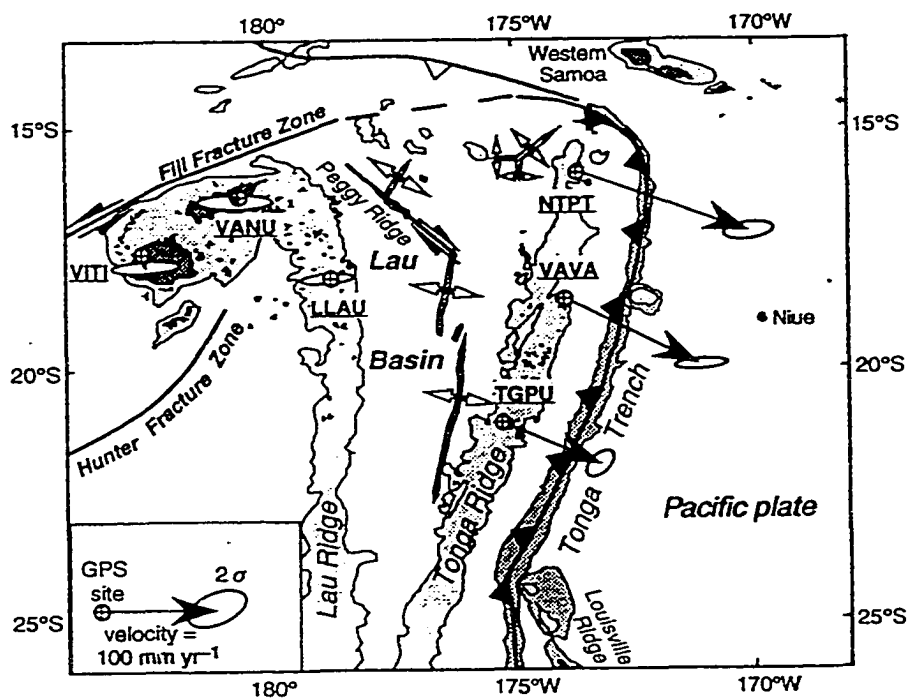 180°
175°W
170°W
Western
Samoa
15°S
15°S
Fiji Fracture Zone
Peggy Ridge
NTPT
VANU
Lau
VITI
VAVA
LLAU
Niue
Basin
20°S
20°S
TGPU
Hunter Fracture Zone
Tonga Trench
Tonga Ridge
Pacific plate
Lau Ridge
GPS
site
2 σ
velocity =
100 mm yr⁻¹
Louisville
Ridge
25°S
25°S
180°
175°W
170°W